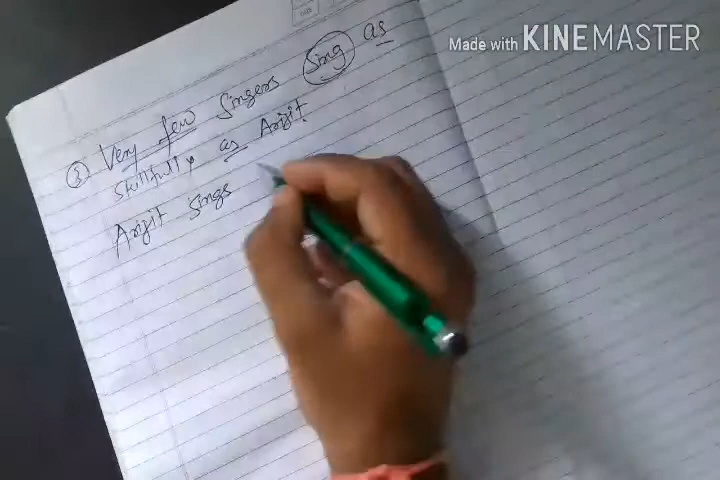 Made with KINEMASTER
③ Very few Singers Sing as
skillfully as Arijit
Arijit sings